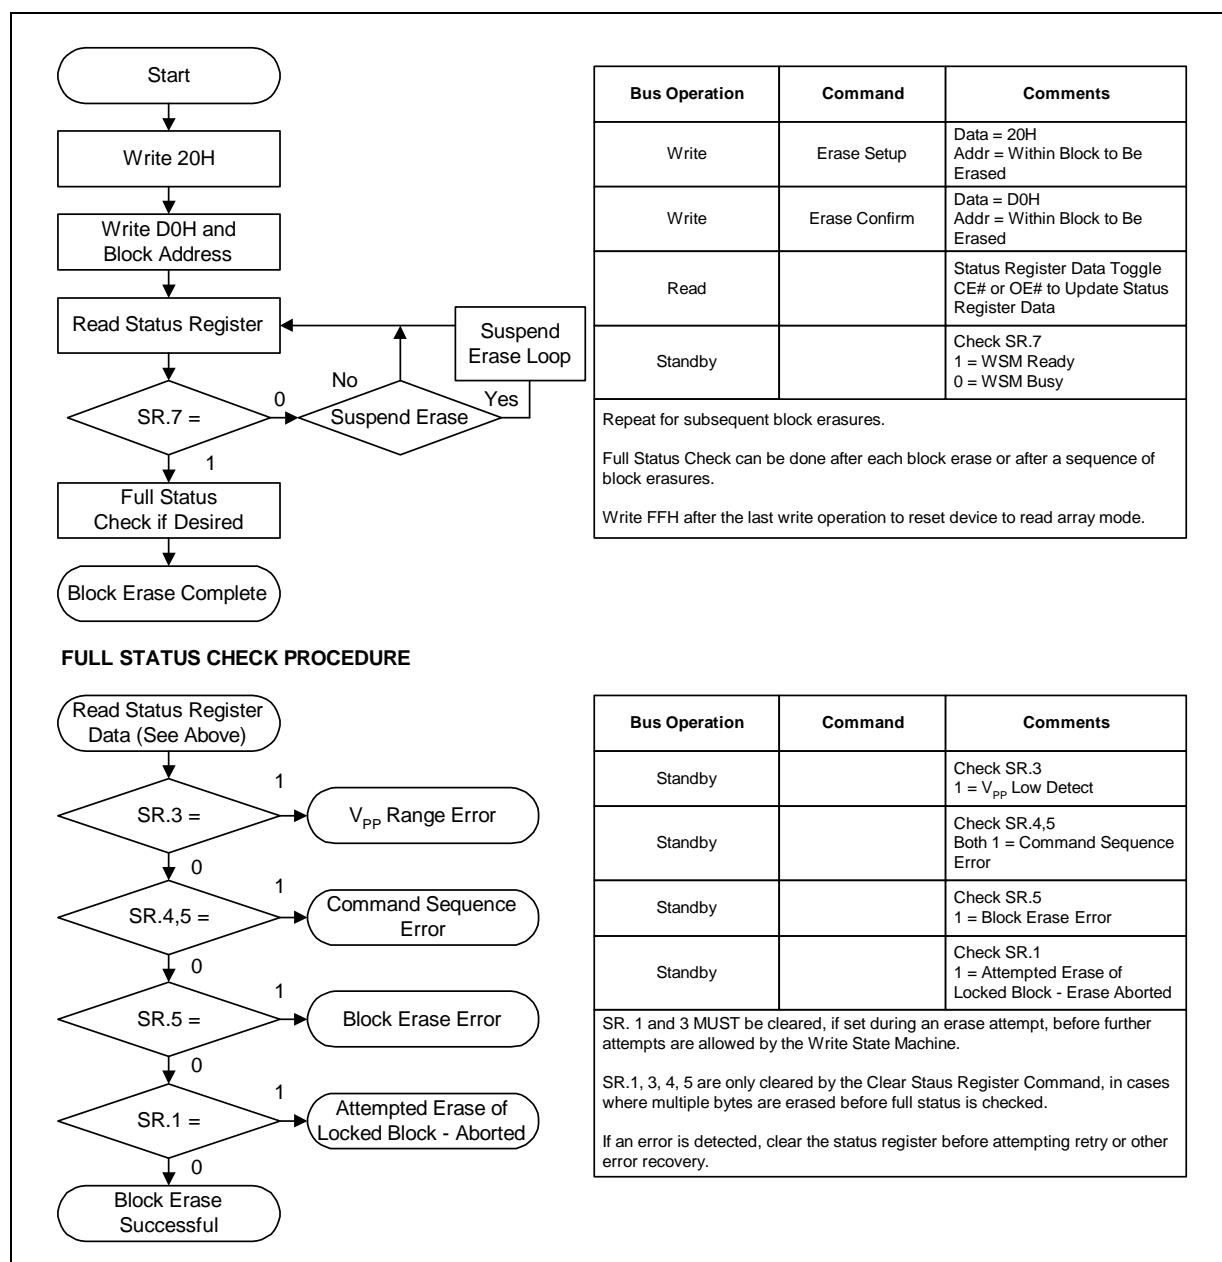 Start
Write 20H
Write D0H and
Block Address
Read Status Register
Suspend
Erase Loop
No
Yes
SR.7 =
0
Suspend Erase
1
Full Status
Check if Desired
Block Erase Complete
Bus Operation Command Comments
Write Erase Setup Data = 20H
Addr = Within Block to Be
Erased
Write Erase Confirm Data = D0H
Addr = Within Block to Be
Erased
Read Status Register Data Toggle
CE# or OE# to Update Status
Register Data
Standby Check SR.7
1 = WSM Ready
0 = WSM Busy
Repeat for subsequent block erasures.
Full Status Check can be done after each block erase or after a sequence of
block erasures.
Write FFH after the last write operation to reset device to read array mode.
FULL STATUS CHECK PROCEDURE
Read Status Register
Data (See Above)
1
SR.3 =
VPP Range Error
0
1
SR.4,5 =
Command Sequence
Error
0
1
SR.5 =
Block Erase Error
0
1
SR.1 =
Attempted Erase of
Locked Block - Aborted
0
Block Erase
Successful
Bus Operation Command Comments
Standby Check SR.3
1 = VPP Low Detect
Standby Check SR.4,5
Both 1 = Command Sequence
Error
Standby Check SR.5
1 = Block Erase Error
Standby Check SR.1
1 = Attempted Erase of
Locked Block - Erase Aborted
SR. 1 and 3 MUST be cleared, if set during an erase attempt, before further
attempts are allowed by the Write State Machine.
SR.1, 3, 4, 5 are only cleared by the Clear Staus Register Command, in cases
where multiple bytes are erased before full status is checked.
If an error is detected, clear the status register before attempting retry or other
error recovery.